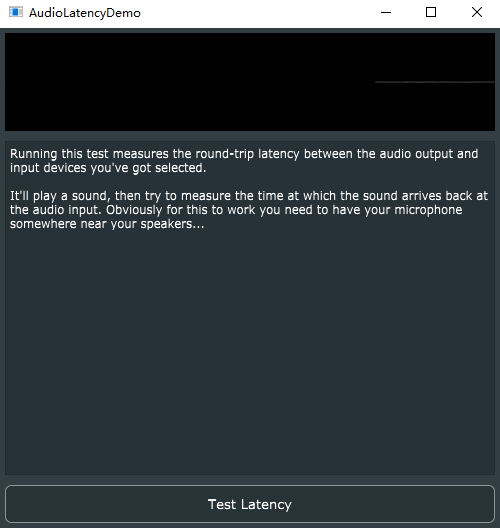 AudioLatencyDemo
Running this test measures the round-trip latency between the audio output and
input devices you've got selected.
It'll play a sound, then try to measure the time at which the sound arrives back at
the audio input. Obviously for this to work you need to have your microphone
somewhere near your speakers...
Test Latency